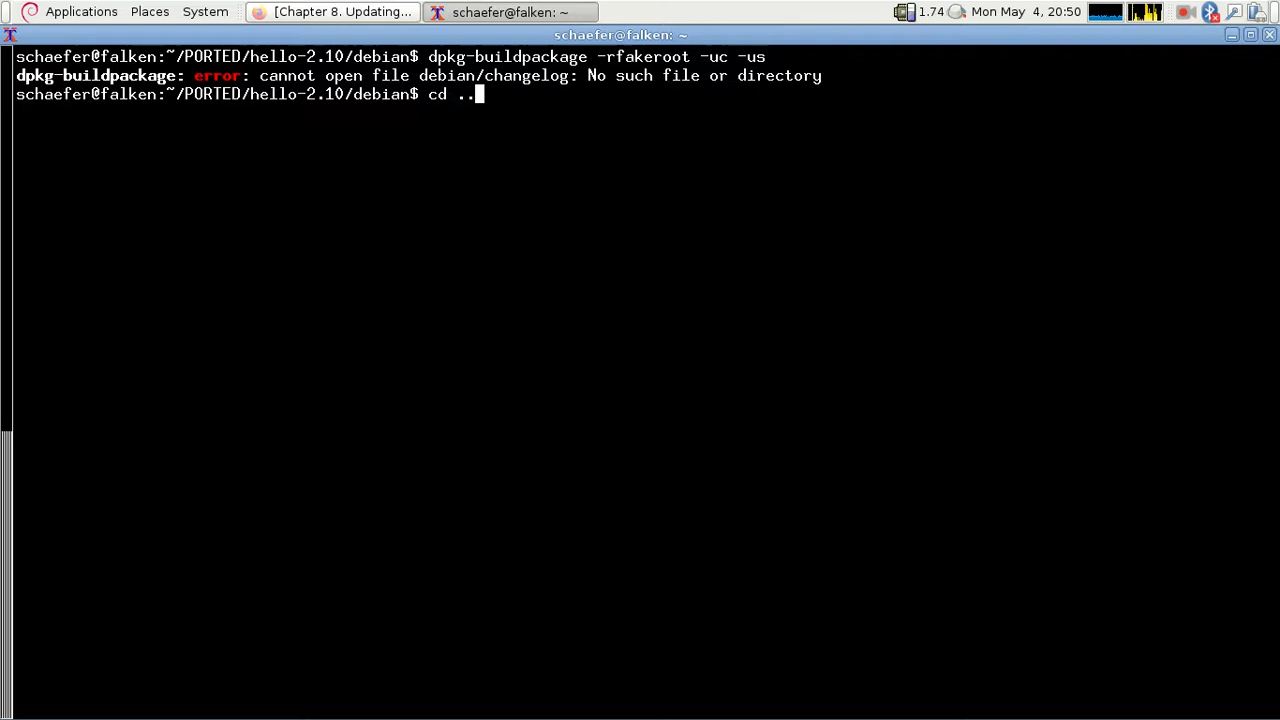 Applications Places System [Chapter 8. Updating... schaefer@falken: ~ 1.74 Mon May 4, 20:50
schaefer@falken: ~
schaefer@falken:~/PORTED/hello-2.10/debian$ dpkg-buildpackage -rfakeroot -uc -us
dpkg-buildpackage: error: cannot open file debian/changelog: No such file or directory
schaefer@falken:~/PORTED/hello-2.10/debian$ cd ..